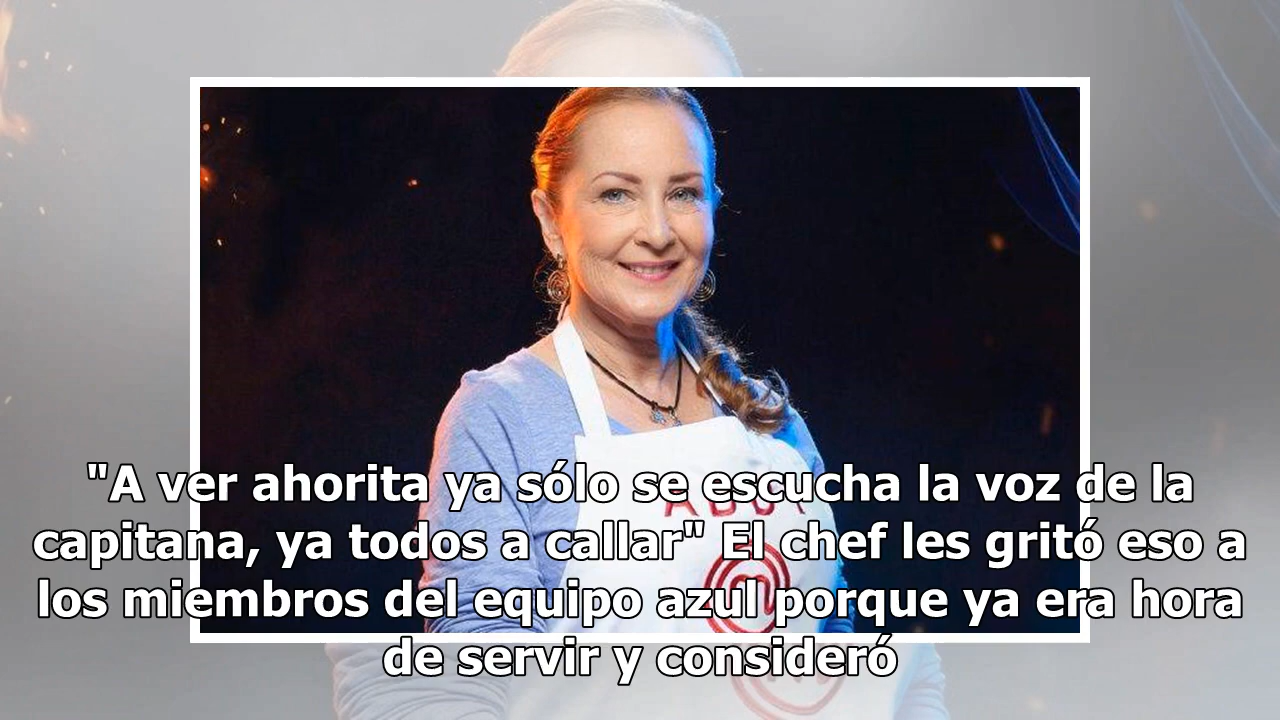 "A ver ahorita ya sólo se escucha la voz de la
capitana, ya todos a callar" El chef les gritó eso a
los miembros del equipo azul porque ya era hora
de servir y consideró